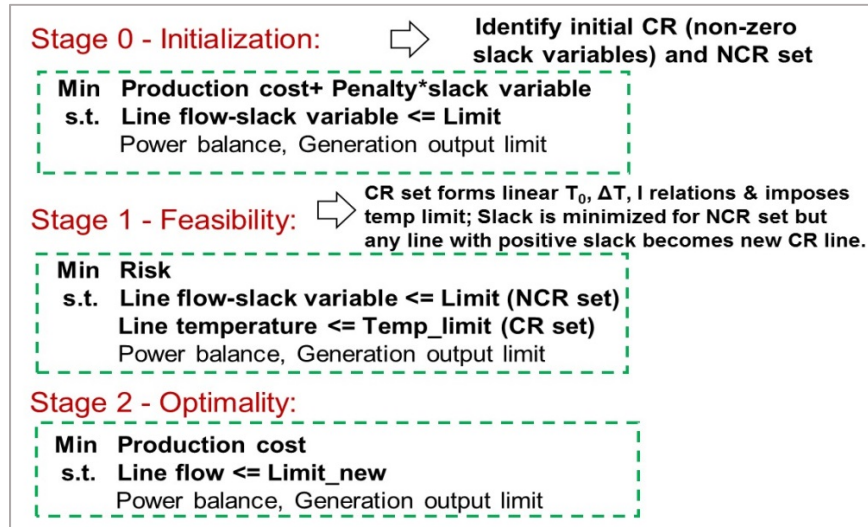 Stage 0 - Initialization:
Identify initial CR (non-zero
slack variables) and NCR set
Min Production cost+ Penalty*slack variable
s.t. Line flow-slack variable <= Limit
Power balance, Generation output limit
Stage 1 - Feasibility:
CR set forms linear T₀, ΔT, I relations & imposes
temp limit; Slack is minimized for NCR set but
any line with positive slack becomes new CR line.
Min Risk
s.t. Line flow-slack variable <= Limit (NCR set)
Line temperature <= Temp_limit (CR set)
Power balance, Generation output limit
Stage 2 - Optimality:
Min Production cost
s.t. Line flow <= Limit_new
Power balance, Generation output limit